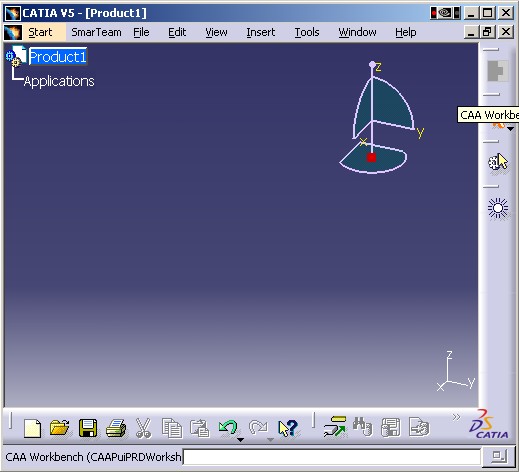 CATIA V5 - [Product1]
Start SmarTeam File Edit View Insert Tools Window Help
Product1
Applications
z
y
x
CAA Workbe
z
x y
CATIA
CAA Workbench (CAAPuiPRDWorksh